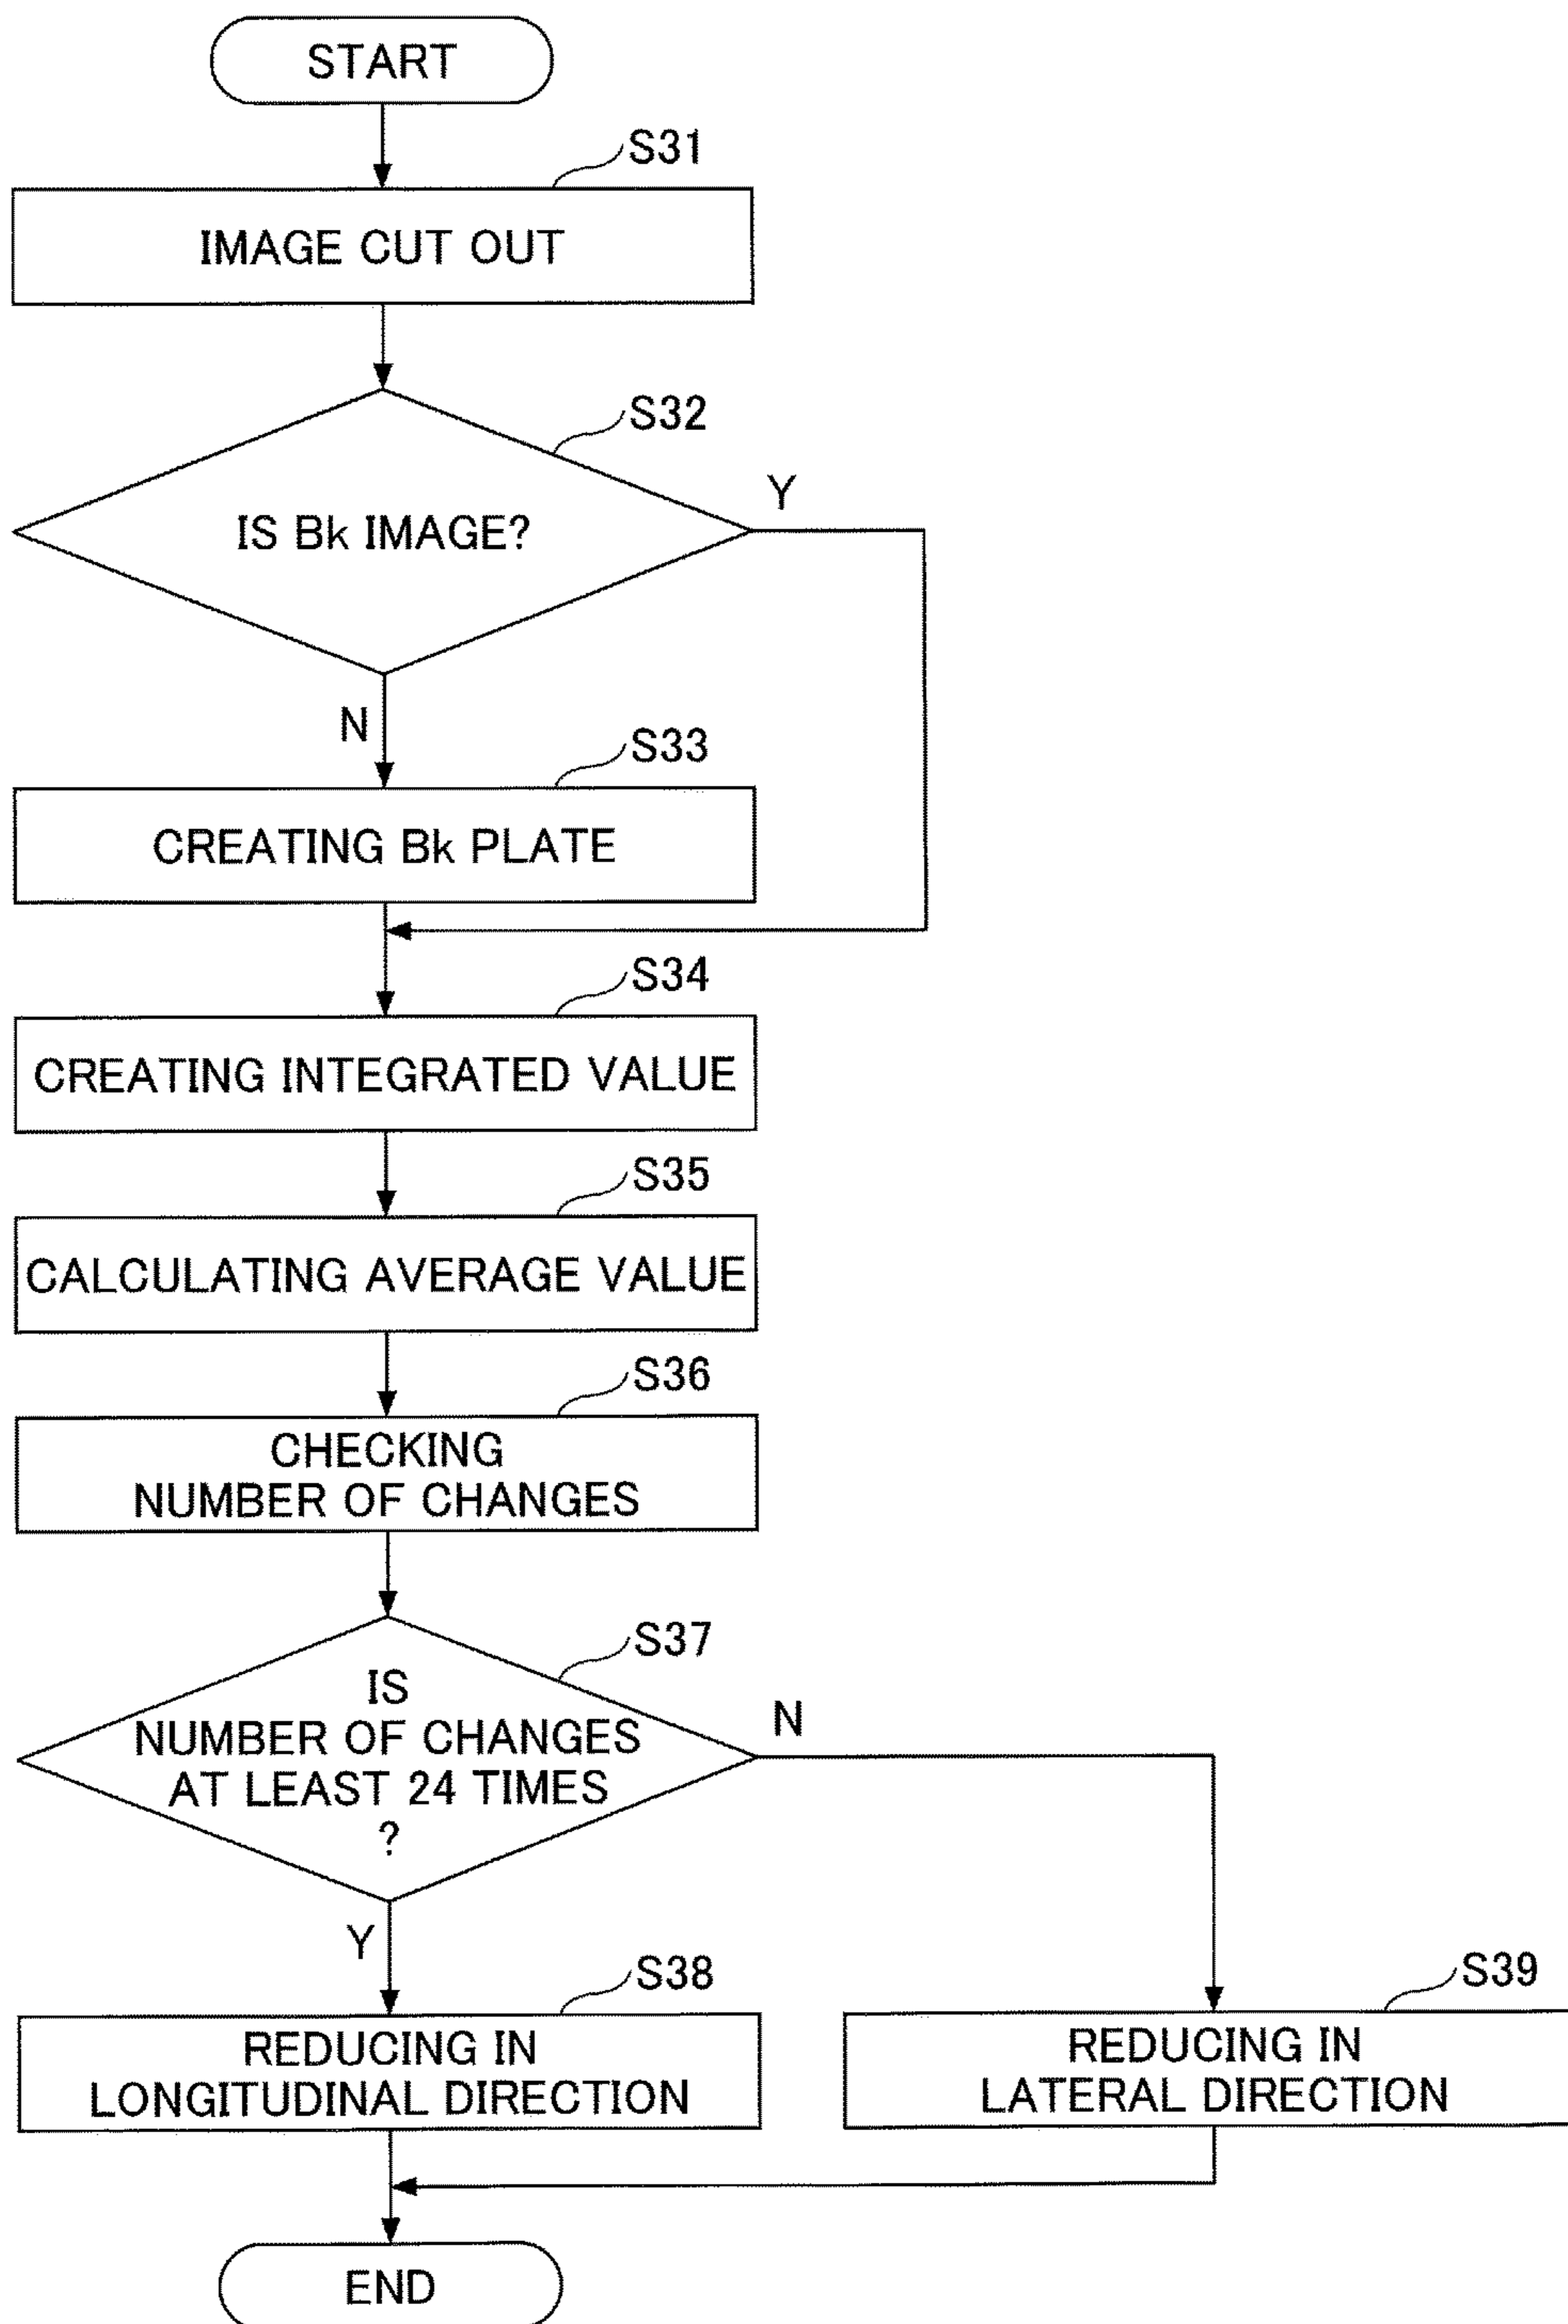 START
S31
IMAGE CUT OUT
S32
IS Bk IMAGE?
Y
N
S33
CREATING Bk PLATE
S34
CREATING INTEGRATED VALUE
S35
CALCULATING AVERAGE VALUE
S36
CHECKING
NUMBER OF CHANGES
S37
IS
NUMBER OF CHANGES
AT LEAST 24 TIMES
?
N
Y
S38
REDUCING IN
LONGITUDINAL DIRECTION
S39
REDUCING IN
LATERAL DIRECTION
END